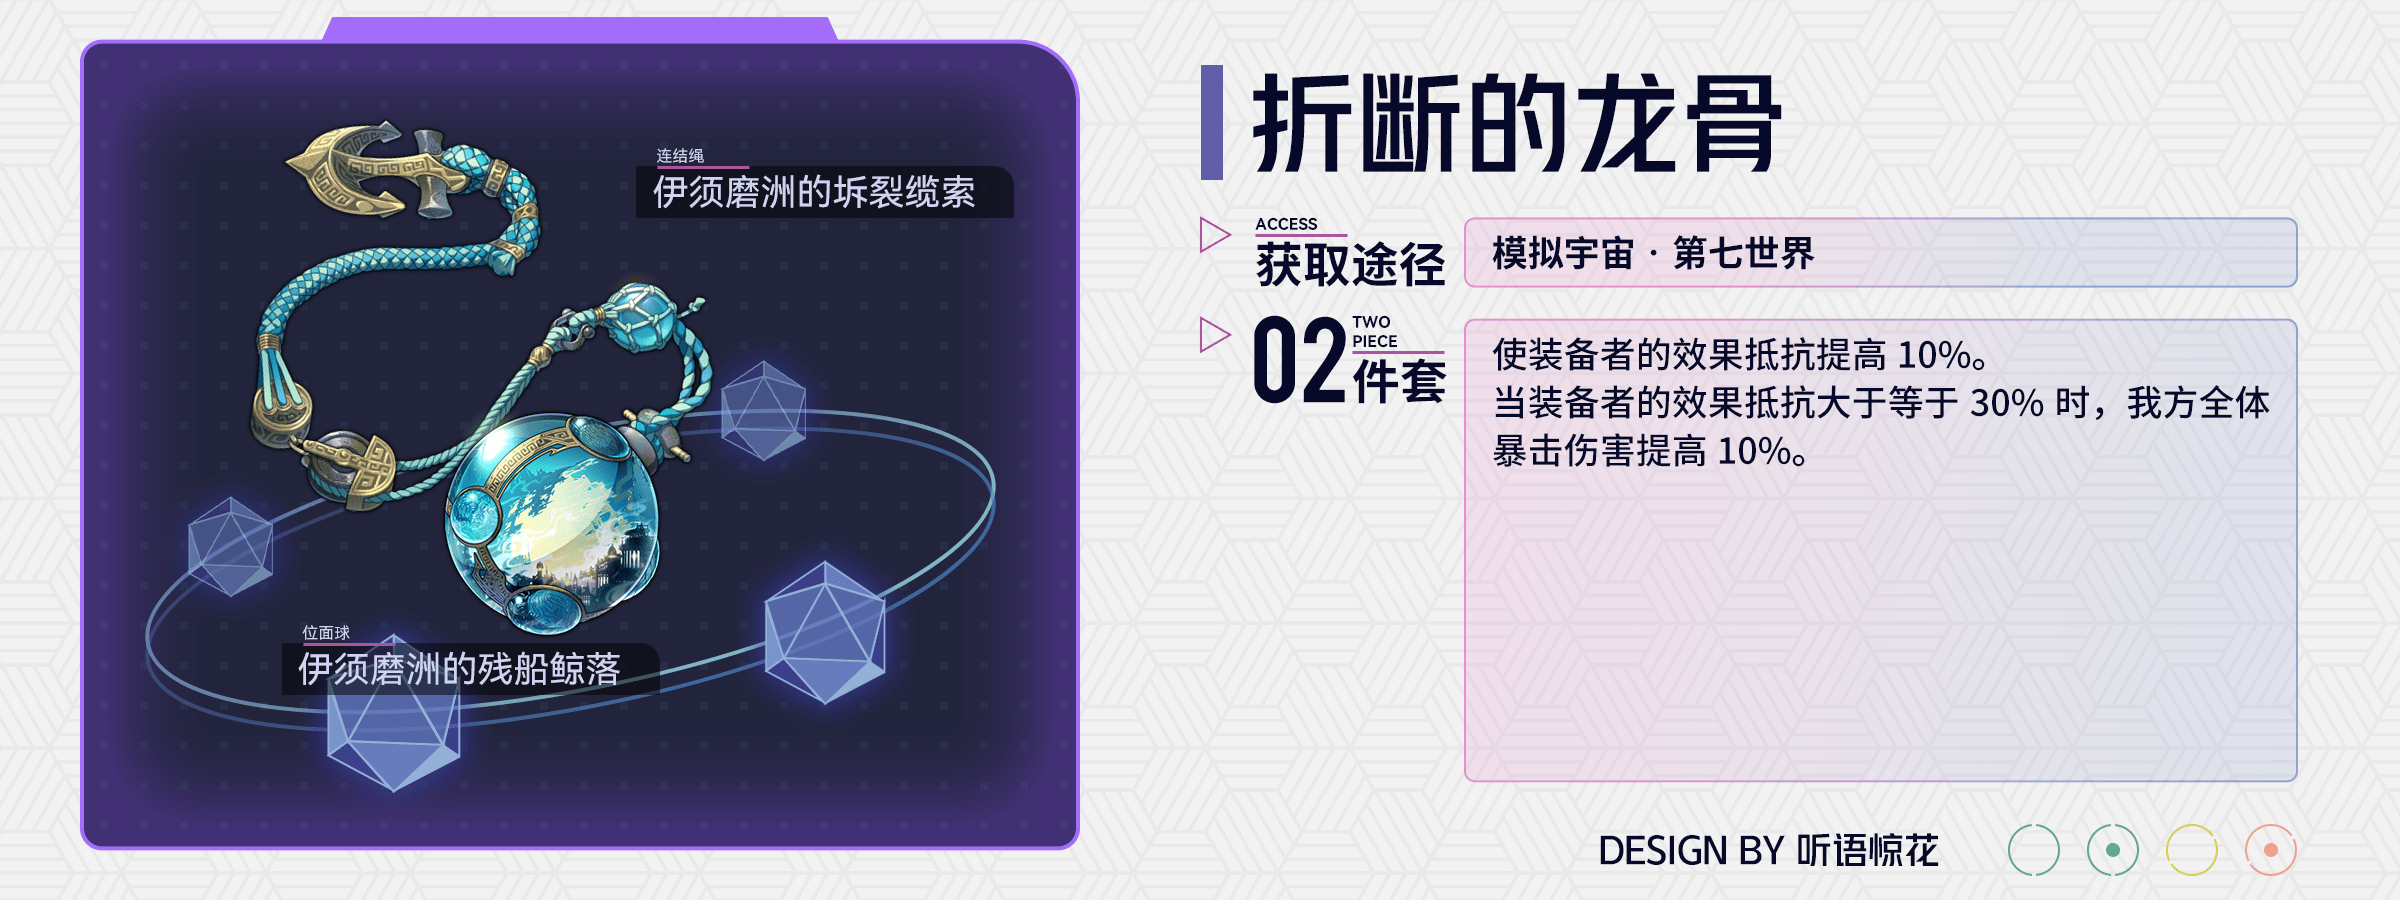 连结绳
伊须磨洲的坼裂缆索
位面球
伊须磨洲的残船鲸落
折断的龙骨
ACCESS
获取途径
模拟宇宙 · 第七世界
02
TWO
PIECE
件套
使装备者的效果抵抗提高 10%。
当装备者的效果抵抗大于等于 30% 时，我方全体
暴击伤害提高 10%。
DESIGN BY 听语惊花